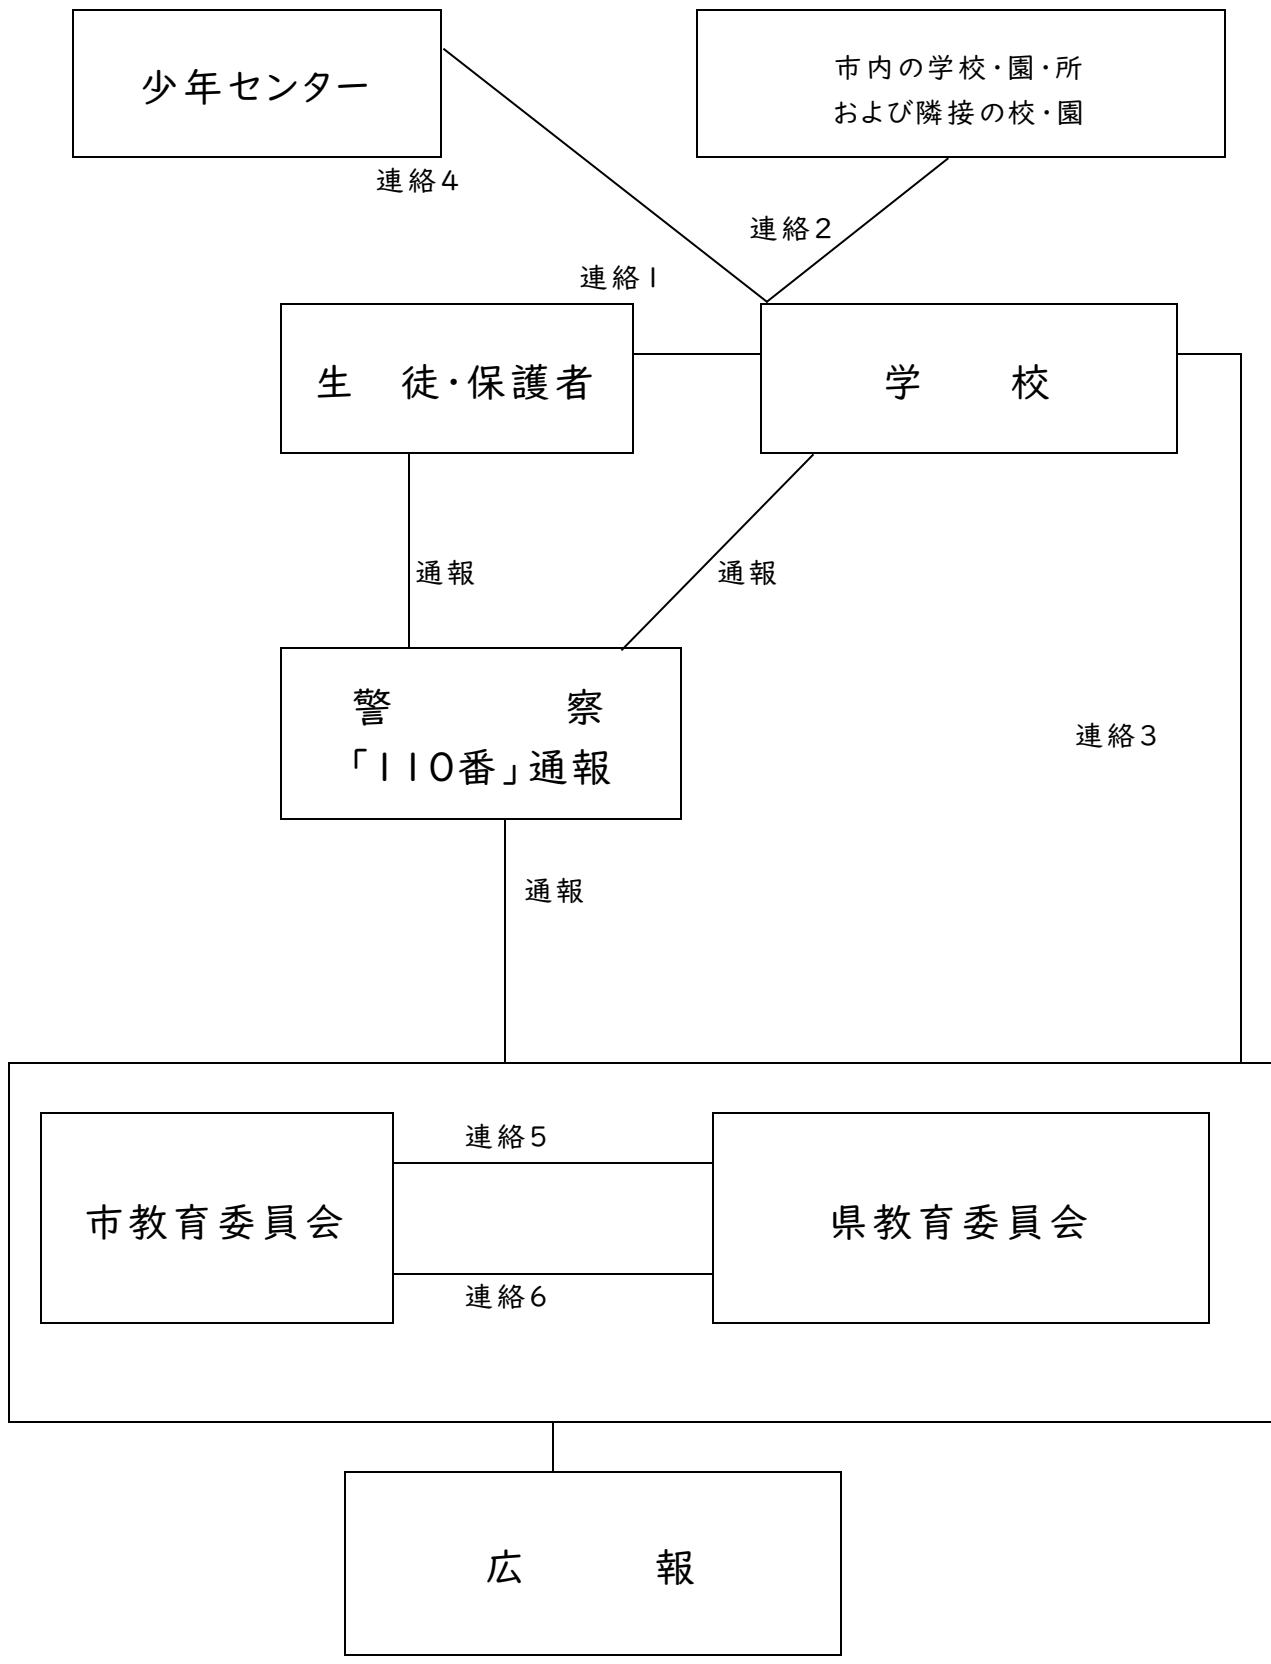 少年センター
市内の学校・園・所
および隣接の校・園
連絡4
連絡2
連絡1
生　徒・保護者
学　　校
通報
通報
警　　　　察
「110番」通報
連絡3
通報
連絡5
市教育委員会
県教育委員会
連絡6
広　　　報